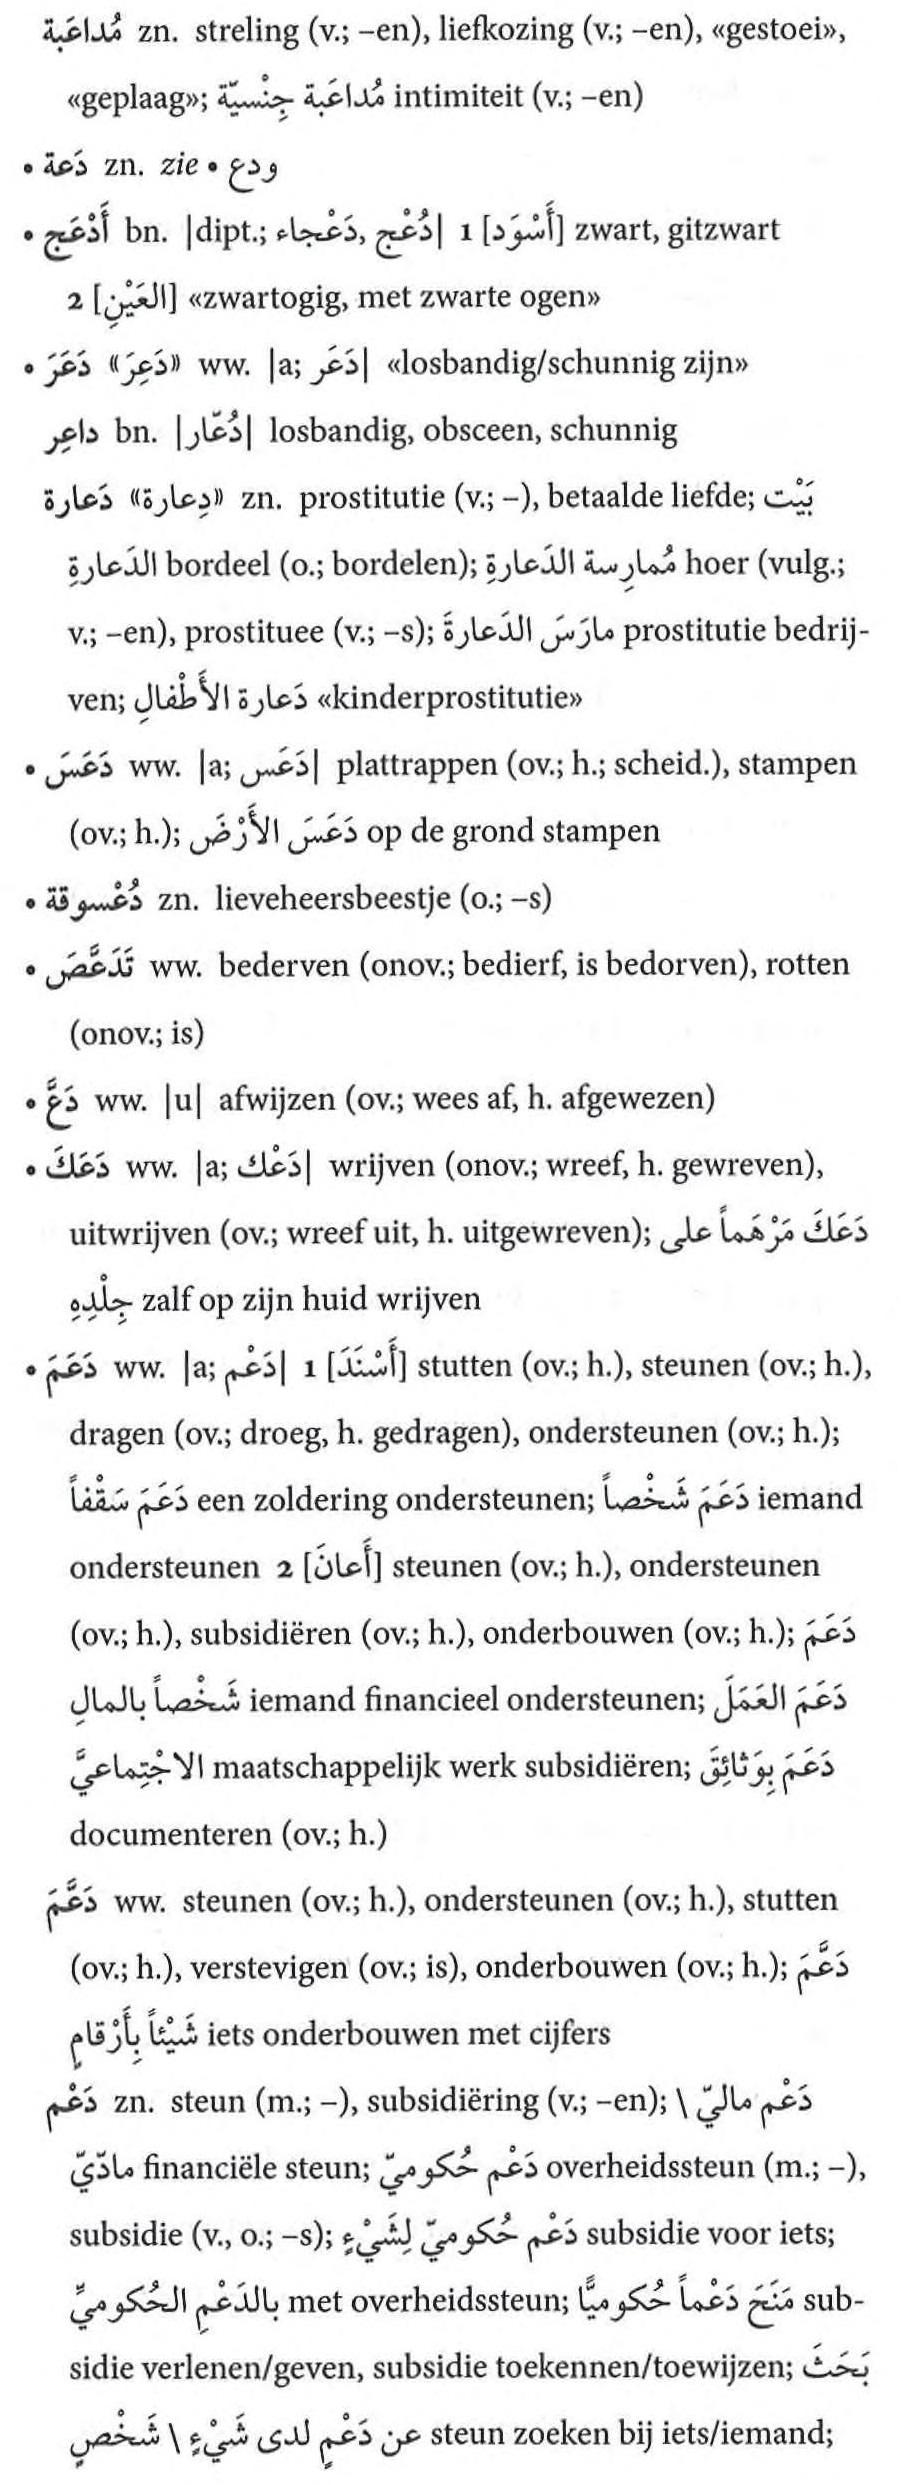 مُداعَبة zn. streling (v.; –en), liefkozing (v.; –en), «gestoei»,
«geplaag»; مُداعَبة جِنْسيّة intimiteit (v.; –en)
• دَعة zn. zie • ودع
• أَدْعَج bn. |dipt.; دَعْجاء, دُعْج| 1 [أَسْوَد] zwart, gitzwart
2 [العَيْنِ] «zwartogig, met zwarte ogen»
• دَعَرَ «دَعِرَ» ww. |a; دَعَر| «losbandig/schunnig zijn»
داعِر bn. |دُعّار| losbandig, obsceen, schunnig
دَعارة «دِعارة» zn. prostitutie (v.; –), betaalde liefde; بَيْت
الدَعارةِ bordeel (o.; bordelen); مُمارِسة الدَعارةِ hoer (vulg.;
v.; –en), prostituee (v.; –s); مارَسَ الدَعارةَ prostitutie bedrij-
ven; دَعارة الأَطْفالِ «kinderprostitutie»
• دَعَسَ ww. |a; دَعَس| plattrappen (ov.; h.; scheid.), stampen
(ov.; h.); دَعَسَ الأَرْضَ op de grond stampen
• دُعْسوقة zn. lieveheersbeestje (o.; –s)
• تَدَعَّصَ ww. bederven (onov.; bedierf, is bedorven), rotten
(onov.; is)
• دَعَّ ww. |u| afwijzen (ov.; wees af, h. afgewezen)
• دَعَكَ ww. |a; دَعْك| wrijven (onov.; wreef, h. gewreven),
uitwrijven (ov.; wreef uit, h. uitgewreven); دَعَكَ مَرْهَماً على
جِلْدِهِ zalf op zijn huid wrijven
• دَعَمَ ww. |a; دَعْم| 1 [أَسْنَدَ] stutten (ov.; h.), steunen (ov.; h.),
dragen (ov.; droeg, h. gedragen), ondersteunen (ov.; h.);
دَعَمَ سَقْفاً een zoldering ondersteunen; دَعَمَ شَخْصاً iemand
ondersteunen 2 [أَعانَ] steunen (ov.; h.), ondersteunen
(ov.; h.), subsidiëren (ov.; h.), onderbouwen (ov.; h.); دَعَمَ
شَخْصاً بالمالِ iemand financieel ondersteunen; دَعَمَ العَمَلَ
الاجْتِماعيَّ maatschappelijk werk subsidiëren; دَعَمَ بِوَثائِقَ
documenteren (ov.; h.)
دَعَّمَ ww. steunen (ov.; h.), ondersteunen (ov.; h.), stutten
(ov.; h.), verstevigen (ov.; is), onderbouwen (ov.; h.); دَعَّمَ
شَيْئاً بِأَرْقامٍ iets onderbouwen met cijfers
دَعْم zn. steun (m.; –), subsidiëring (v.; –en); دَعْم ماليّ \
مادّيّ financiële steun; دَعْم حُكوميّ overheidssteun (m.; –),
subsidie (v., o.; –s); دَعْم حُكوميّ لِشَيْءٍ subsidie voor iets;
بالدَعْمِ الحُكوميِّ met overheidssteun; مَنَحَ دَعْماً حُكوميًّا sub-
sidie verlenen/geven, subsidie toekennen/toewijzen; بَحَثَ
عن دَعْمٍ لدى شَيْءٍ \ شَخْصٍ steun zoeken bij iets/iemand;